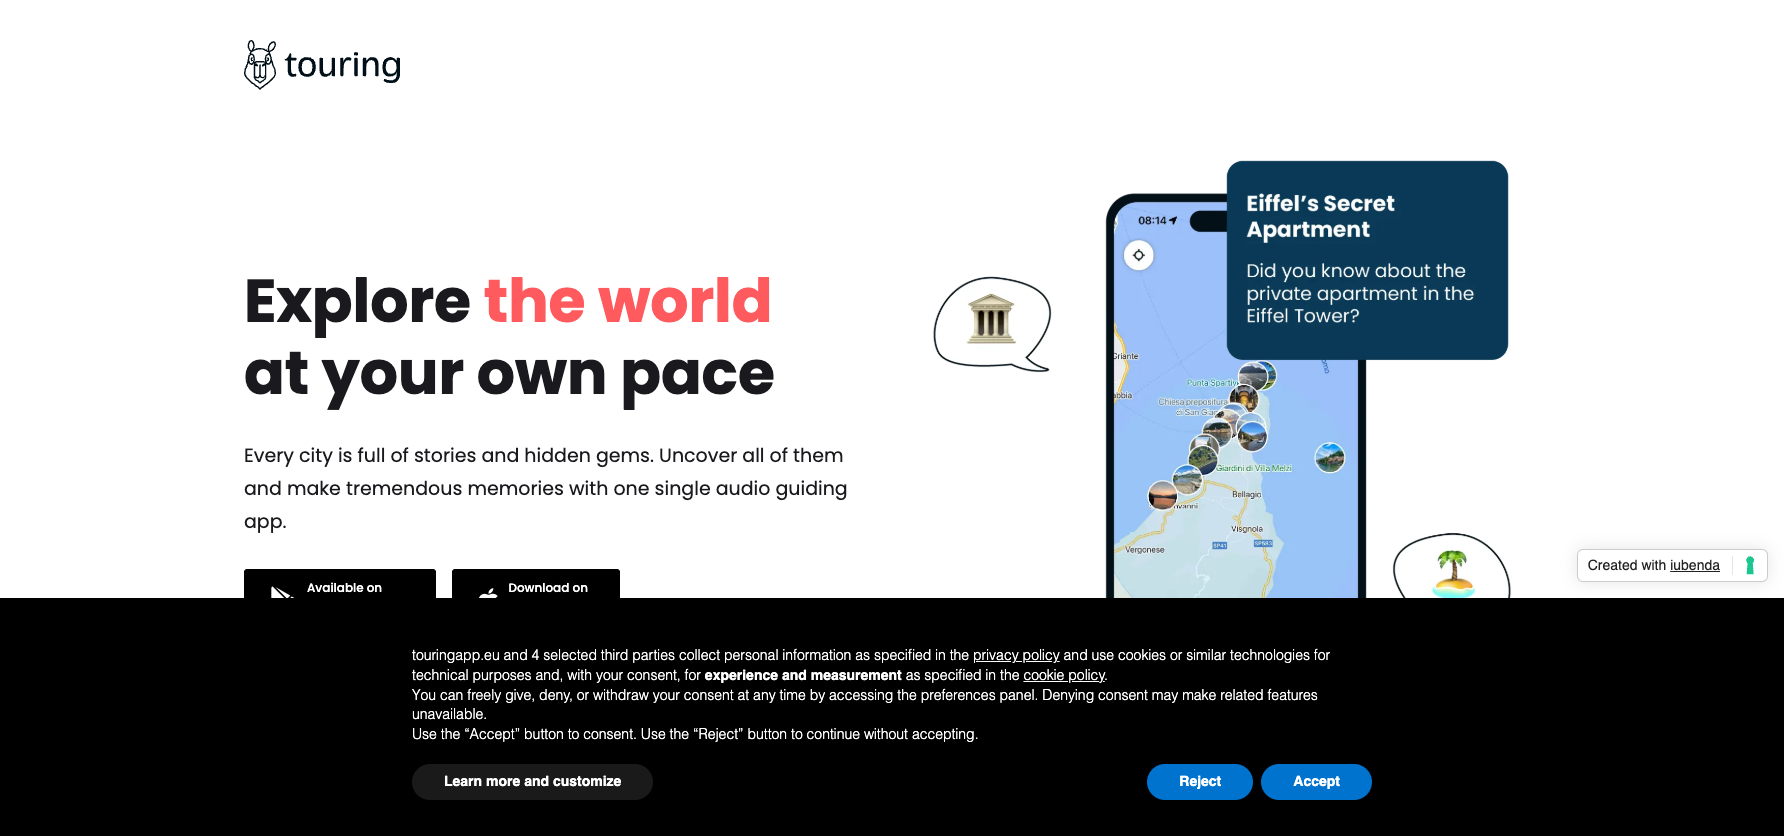 touring
Explore the world
at your own pace
Every city is full of stories and hidden gems. Uncover all of them
and make tremendous memories with one single audio guiding
app.
Available on
Download on
08:14
Eiffel's Secret
Apartment
Did you know about the
private apartment in the
Eiffel Tower?
Griante
Punta Sparti
Chiesa prepositura
di San Gia
Giardini di Villa Melzi
Bellagio
Visgnola
SP41
SP583
Vergonese
Created with iubenda
touringapp.eu and 4 selected third parties collect personal information as specified in the privacy policy and use cookies or similar technologies for
technical purposes and, with your consent, for experience and measurement as specified in the cookie policy.
You can freely give, deny, or withdraw your consent at any time by accessing the preferences panel. Denying consent may make related features
unavailable.
Use the “Accept” button to consent. Use the “Reject” button to continue without accepting.
Learn more and customize
Reject
Accept